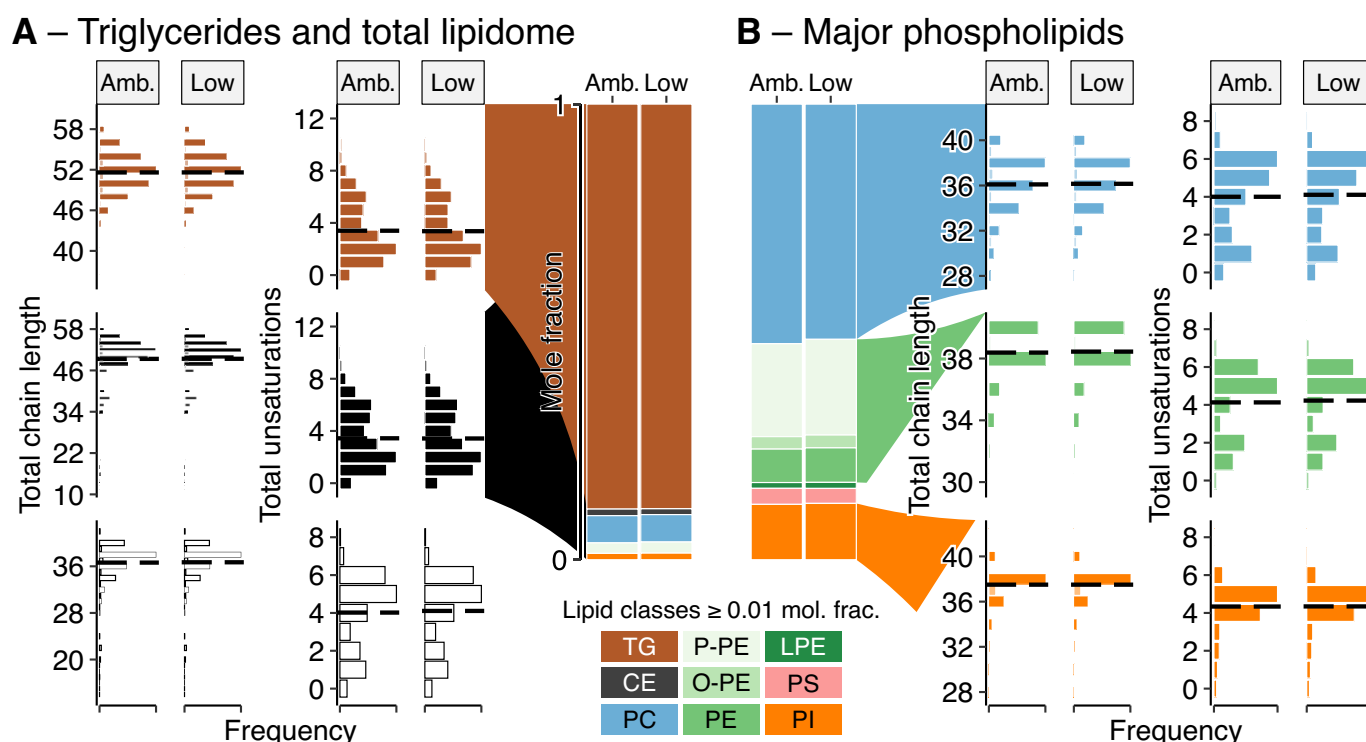 A – Triglycerides and total lipidome
B – Major phospholipids
Amb. Low
Amb. Low
Amb. Low
Amb. Low
Amb. Low
Amb. Low
58
52
46
40
12
8
4
0
1
Mole fraction
0
40
36
32
28
8
6
4
2
0
Total chain length
Total unsaturations
58
46
34
22
10
8
4
0
Total chain length
Total unsaturations
38
34
30
8
6
4
2
0
36
28
20
8
6
4
2
0
40
36
32
28
6
4
2
0
Lipid classes ≥ 0.01 mol. frac.
TG P-PE LPE
CE O-PE PS
PC PE PI
Frequency
Frequency